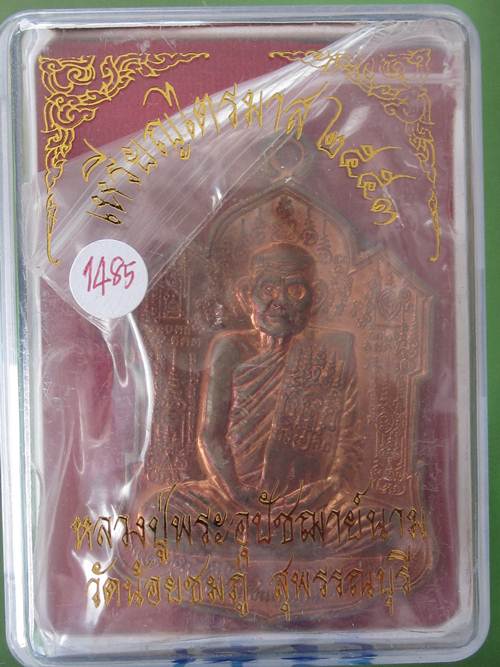 เหรียญไตรมาส ๒๕๕๓
1485
หลวงปู่พระอุปัชฌาย์นาม
วัดน้อยชมภู่ สุพรรณบุรี